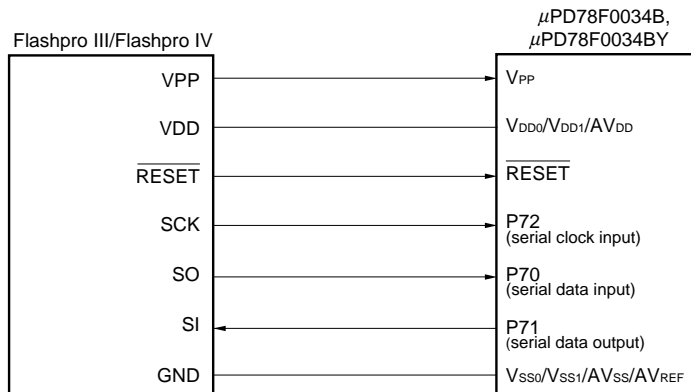 Flashpro III/Flashpro IV
VPP
VDD
RESET
SCK
SO
SI
GND
μPD78F0034B,
μPD78F0034BY
VPP
VDD0/VDD1/AVDD
RESET
P72
(serial clock input)
P70
(serial data input)
P71
(serial data output)
VSS0/VSS1/AVSS/AVREF